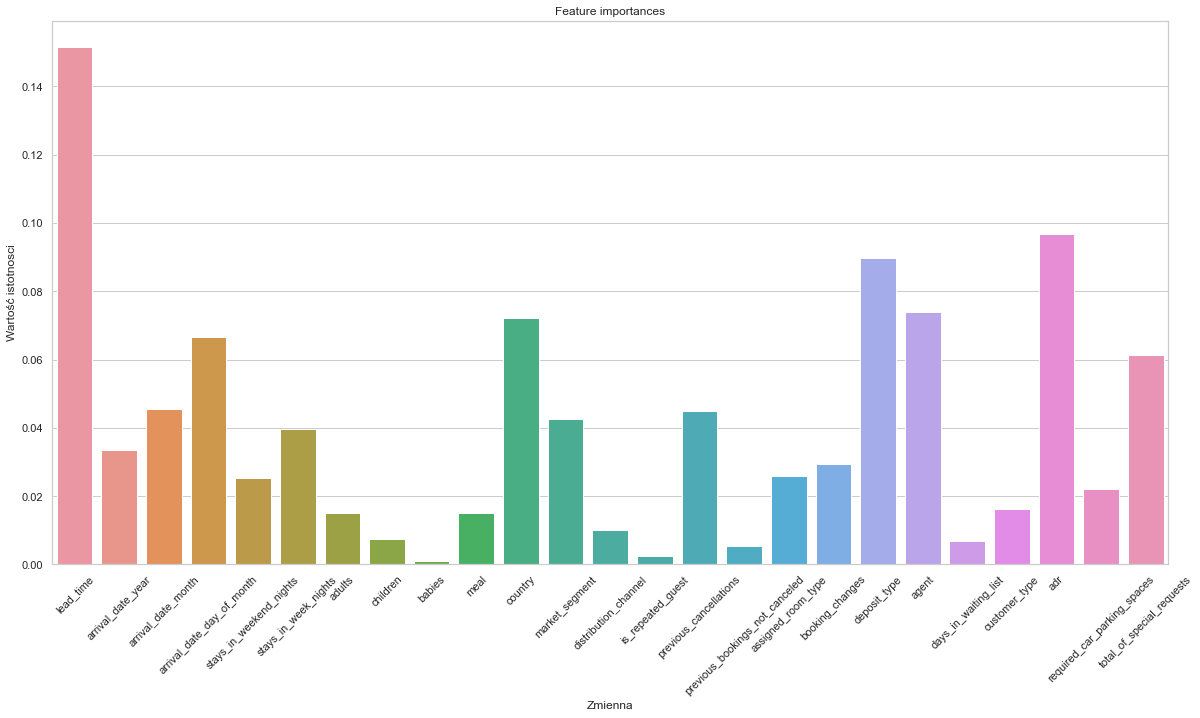 Feature importances
Wartość istotnosci
0.14
0.12
0.10
0.08
0.06
0.04
0.02
0.00
lead_time
arrival_date_year
arrival_date_month
arrival_date_day_of_month
stays_in_weekend_nights
stays_in_week_nights
adults
children
babies
meal
country
market_segment
distribution_channel
is_repeated_guest
previous_cancellations
previous_bookings_not_canceled
assigned_room_type
booking_changes
deposit_type
agent
days_in_waiting_list
customer_type
adr
required_car_parking_spaces
total_of_special_requests
Zmienna